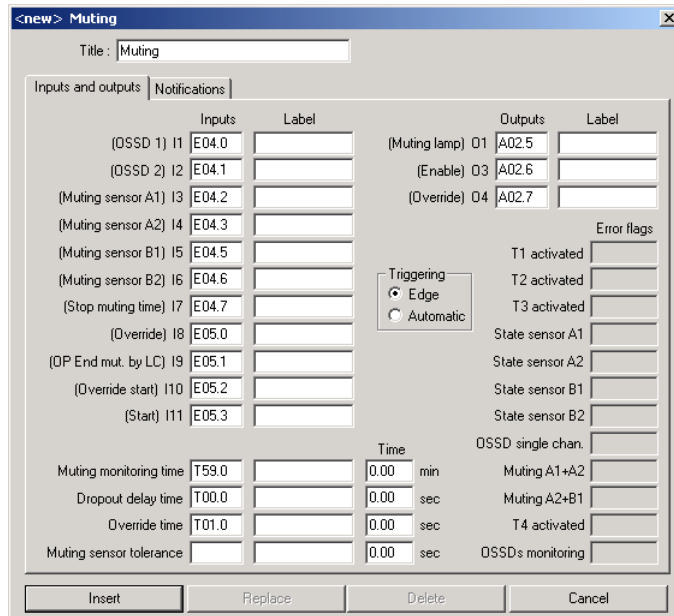 <new> Muting
Title : Muting
Inputs and outputs Notifications
Inputs Label Outputs Label
(OSSD 1) I1 E04.0 (Muting lamp) O1 A02.5
(OSSD 2) I2 E04.1 (Enable) O3 A02.6
(Muting sensor A1) I3 E04.2 (Override) O4 A02.7
(Muting sensor A2) I4 E04.3 Error flags
(Muting sensor B1) I5 E04.5 T1 activated
(Muting sensor B2) I6 E04.6 Triggering T2 activated
(Stop muting time) I7 E04.7 Edge T3 activated
(Override) I8 E05.0 Automatic State sensor A1
(OP End mut. by LC) I9 E05.1 State sensor A2
(Override start) I10 E05.2 State sensor B1
(Start) I11 E05.3 State sensor B2
Time OSSD single chan.
Muting monitoring time T59.0 0.00 min Muting A1+A2
Dropout delay time T00.0 0.00 sec Muting A2+B1
Override time T01.0 0.00 sec T4 activated
Muting sensor tolerance 0.00 sec OSSDs monitoring
Insert Replace Delete Cancel